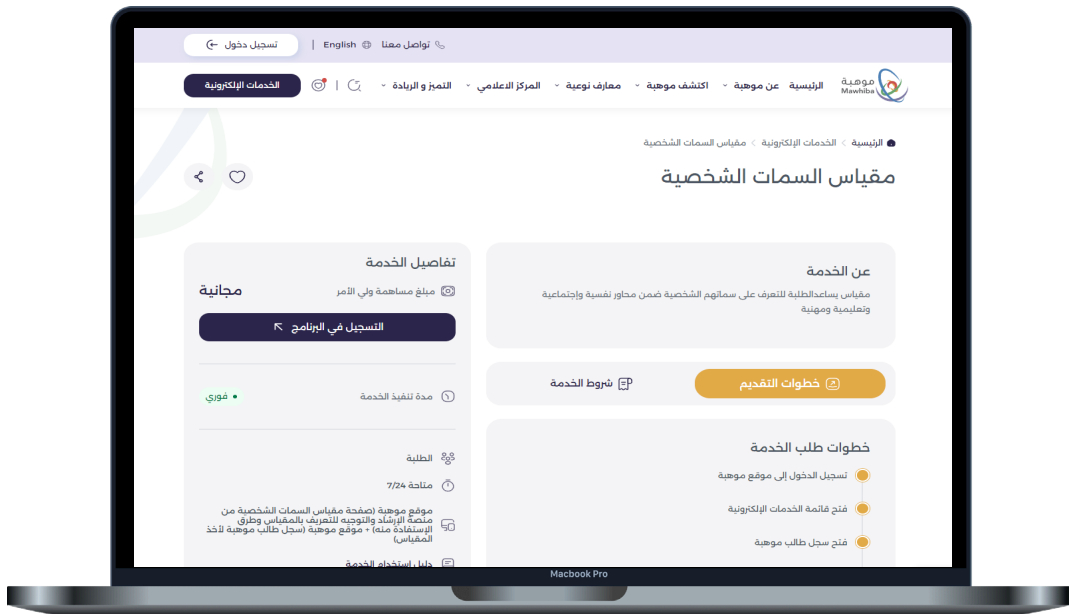 تواصل معنا
English
|
تسجيل دخول
موهبة
Mawhiba
الرئيسية
عن موهبة
اكتشف موهبة
معارف نوعية
المركز الاعلامي
التميز و الريادة
|
الخدمات الإلكترونية
الرئيسية > الخدمات الإلكترونية > مقياس السمات الشخصية
مقياس السمات الشخصية
عن الخدمة
مقياس يساعدالطلبة للتعرف على سماتهم الشخصية ضمن محاور نفسية وإجتماعية
وتعليمية ومهنية
خطوات التقديم
شروط الخدمة
خطوات طلب الخدمة
تسجيل الدخول إلى موقع موهبة
فتح قائمة الخدمات الإلكترونية
فتح سجل طالب موهبة
تفاصيل الخدمة
مبلغ مساهمة ولي الأمر
مجانية
التسجيل في البرنامج
مدة تنفيذ الخدمة
فوري
الطلبة
متاحة 7/24
موقع موهبة (صفحة مقياس السمات الشخصية من
منصة الإرشاد والتوجيه للتعريف بالمقياس وطرق
الإستفادة منه) + موقع موهبة (سجل طالب موهبة لأخذ
المقياس)
دليل استخدام الخدمة
Macbook Pro